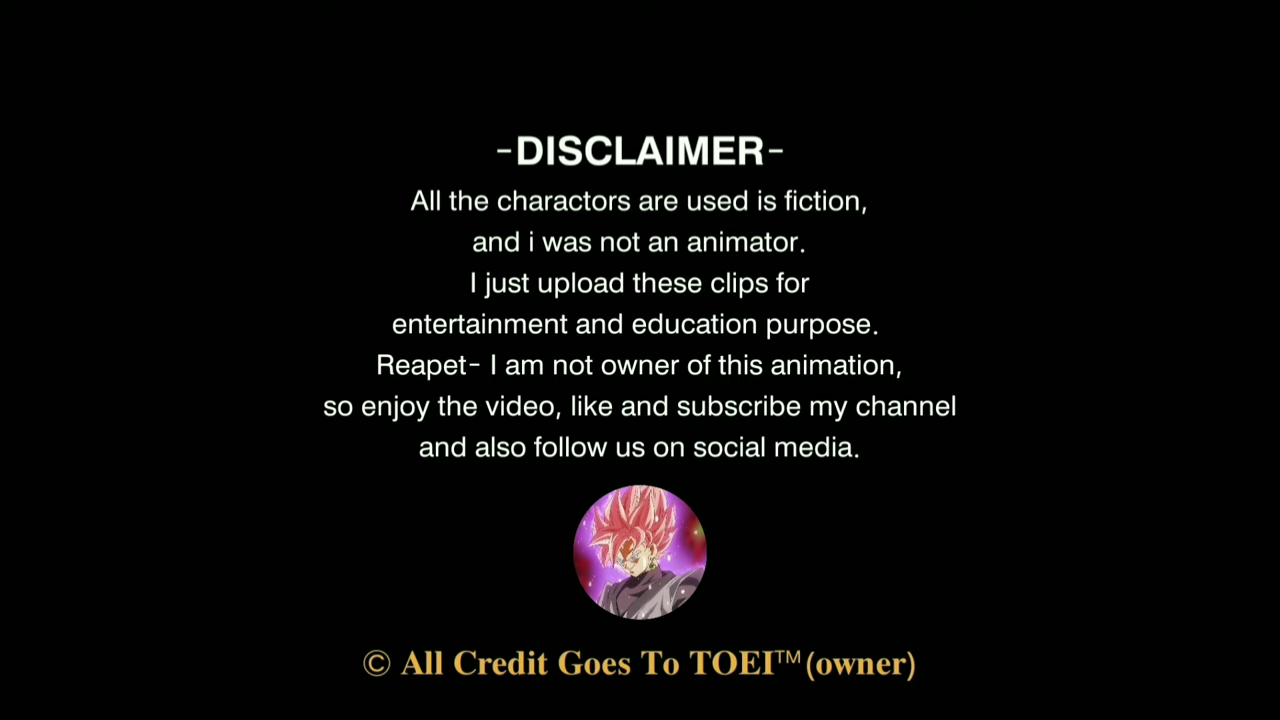 -DISCLAIMER-
All the charactors are used is fiction,
and i was not an animator.
I just upload these clips for
entertainment and education purpose.
Reapet- I am not owner of this animation,
so enjoy the video, like and subscribe my channel
and also follow us on social media.
© All Credit Goes To TOEI™(owner)